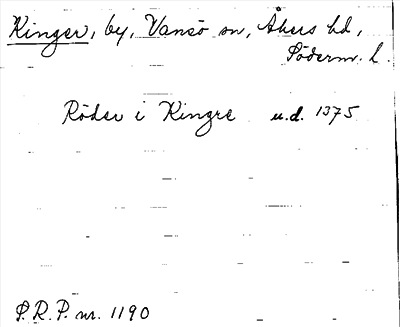 Kinger, by, Vansö sn, Åkers hd,
Söderm. l.
Röder i Kingre u.d. 1375
P.R.P. nr. 1190